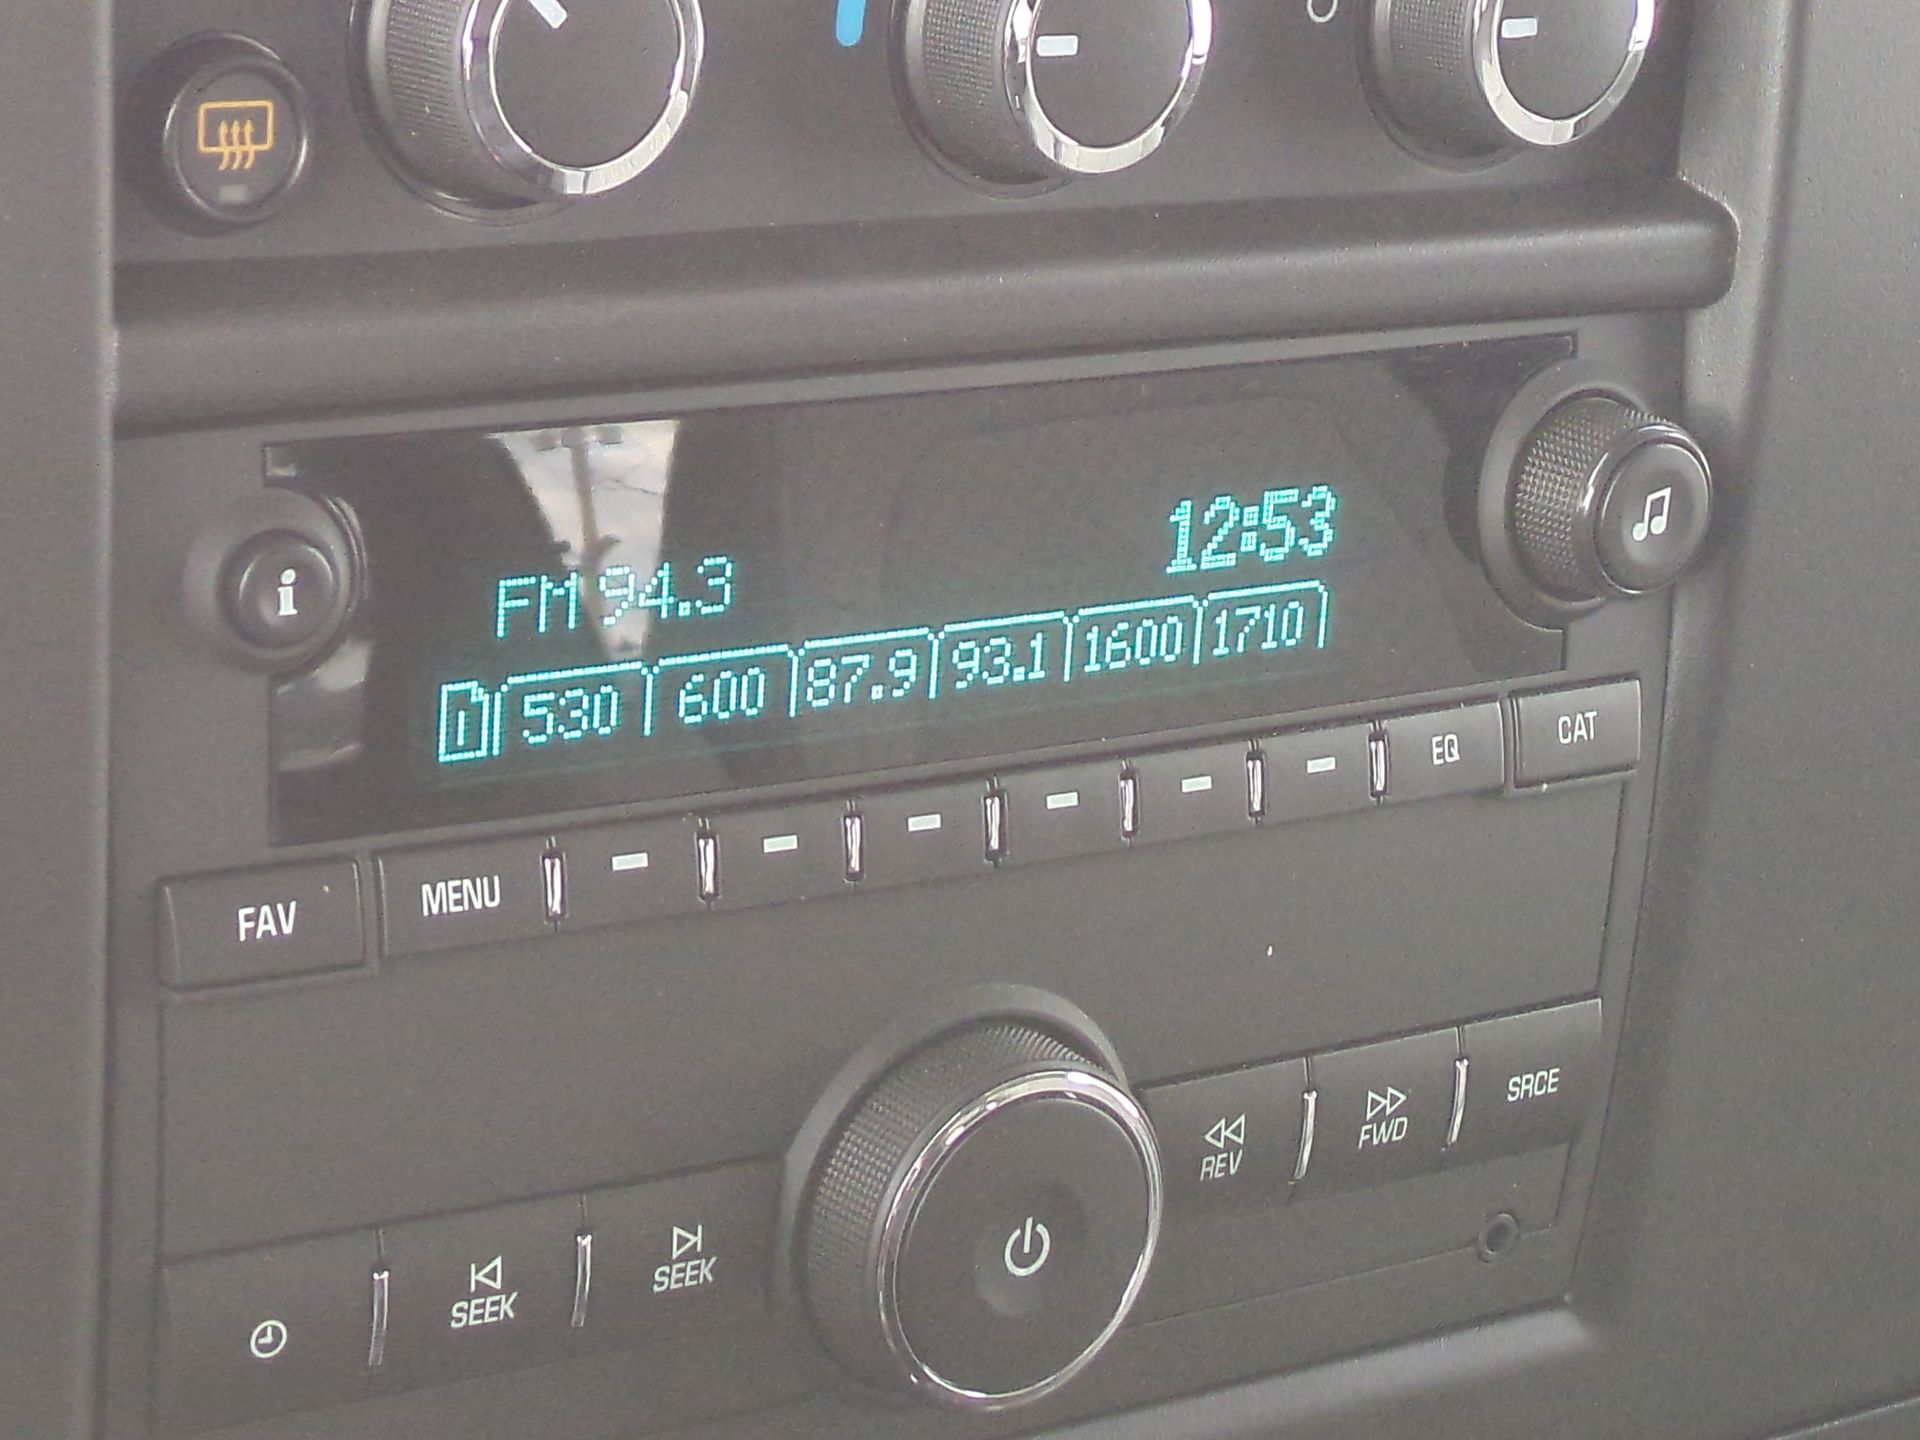 i
FM 94.3
12:53
1 530 600 87.9 93.1 1600 1710
FAV MENU EQ CAT
SEEK SEEK REV FWD SRCE